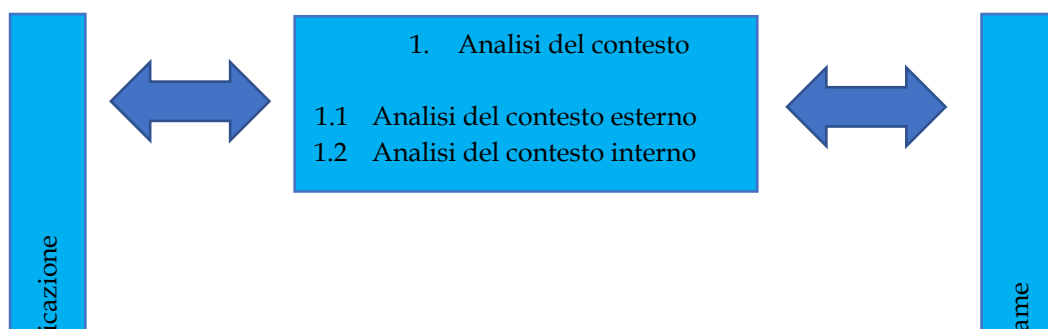 1. Analisi del contesto
1.1 Analisi del contesto esterno
1.2 Analisi del contesto interno